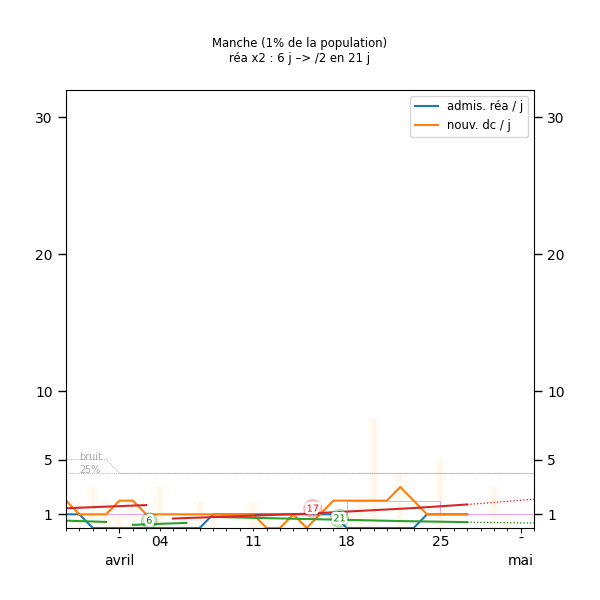 Manche (1% de la population)
réa x2 : 6 j –> /2 en 21 j
admis. réa / j
nouv. dc / j
30 30
20 20
10 10
5 5
1 1
bruit
25%
6 17 21
- 04 11 18 25 -
avril mai